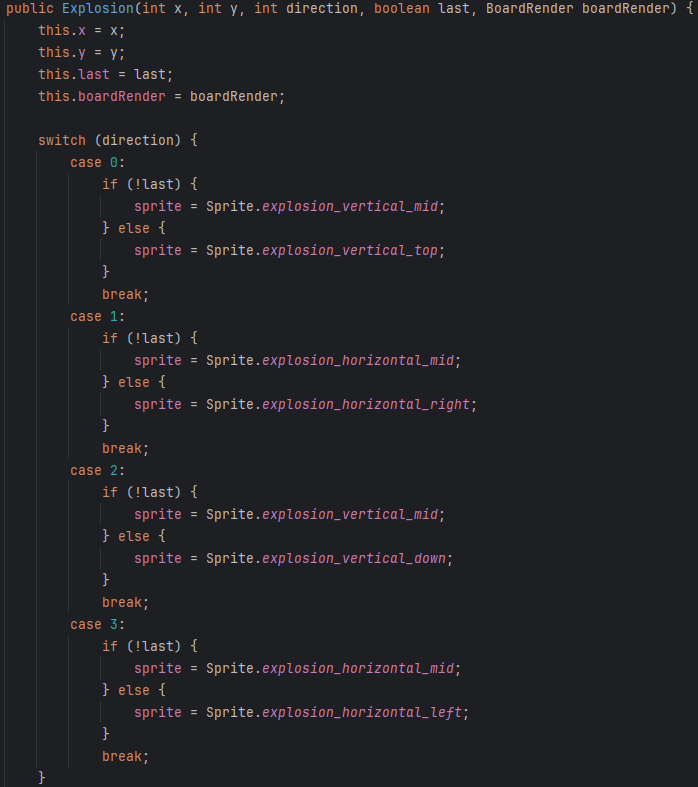 public Explosion(int x, int y, int direction, boolean last, BoardRender boardRender) {
    this.x = x;
    this.y = y;
    this.last = last;
    this.boardRender = boardRender;

    switch (direction) {
        case 0:
            if (!last) {
                sprite = Sprite.explosion_vertical_mid;
            } else {
                sprite = Sprite.explosion_vertical_top;
            }
            break;
        case 1:
            if (!last) {
                sprite = Sprite.explosion_horizontal_mid;
            } else {
                sprite = Sprite.explosion_horizontal_right;
            }
            break;
        case 2:
            if (!last) {
                sprite = Sprite.explosion_vertical_mid;
            } else {
                sprite = Sprite.explosion_vertical_down;
            }
            break;
        case 3:
            if (!last) {
                sprite = Sprite.explosion_horizontal_mid;
            } else {
                sprite = Sprite.explosion_horizontal_left;
            }
            break;
    }